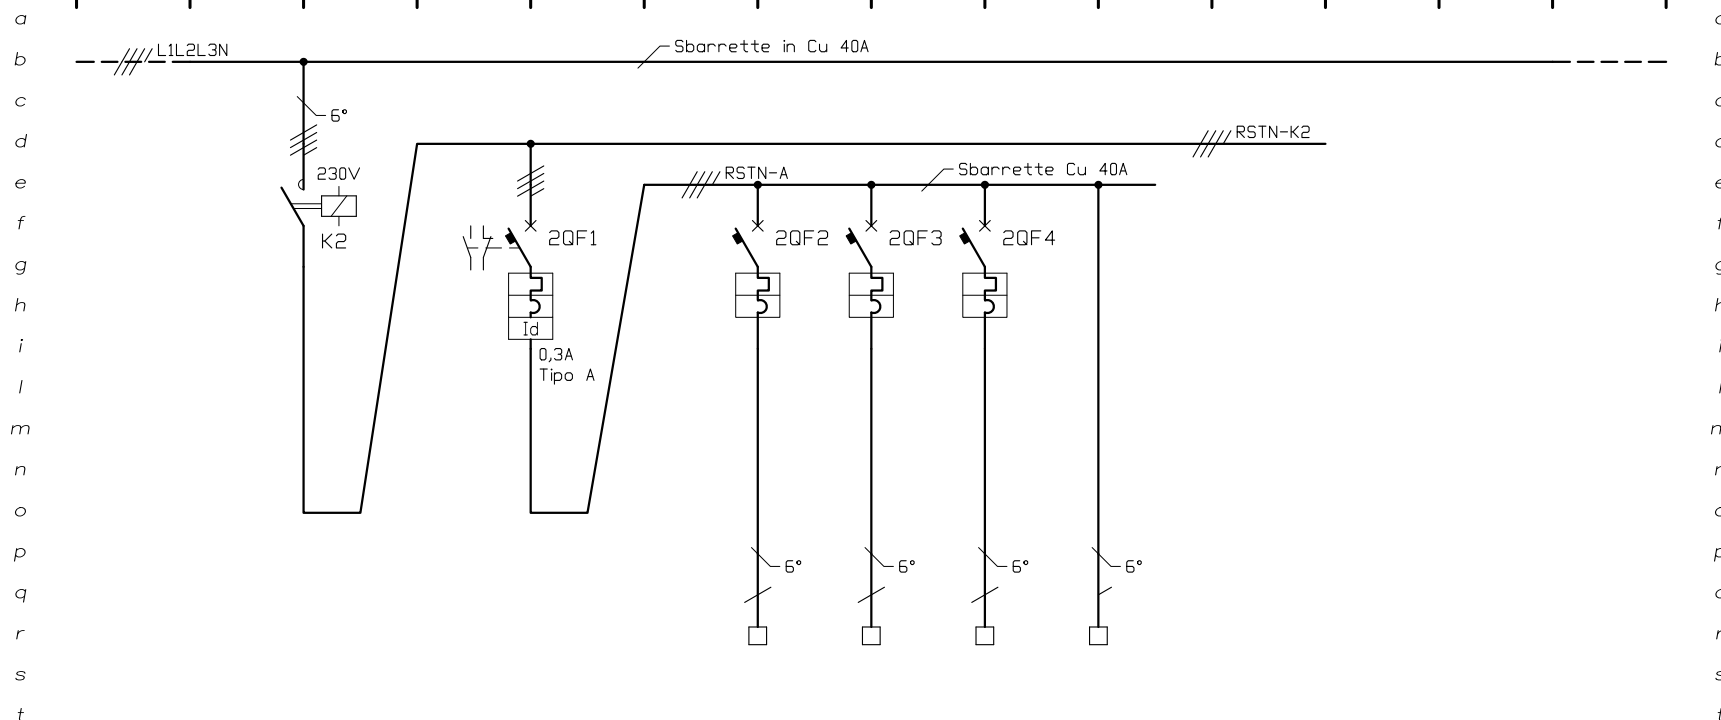 a
b
L1L2L3N
Sbarrette in Cu 40A
c
6°
d
RSTN-K2
e
230V
RSTN-A
Sbarrette Cu 40A
f
K2
2QF1
2QF2
2QF3
2QF4
g
h
Id
i
0,3A
Tipo A
l
m
n
o
p
6°
6°
6°
6°
q
r
s
t